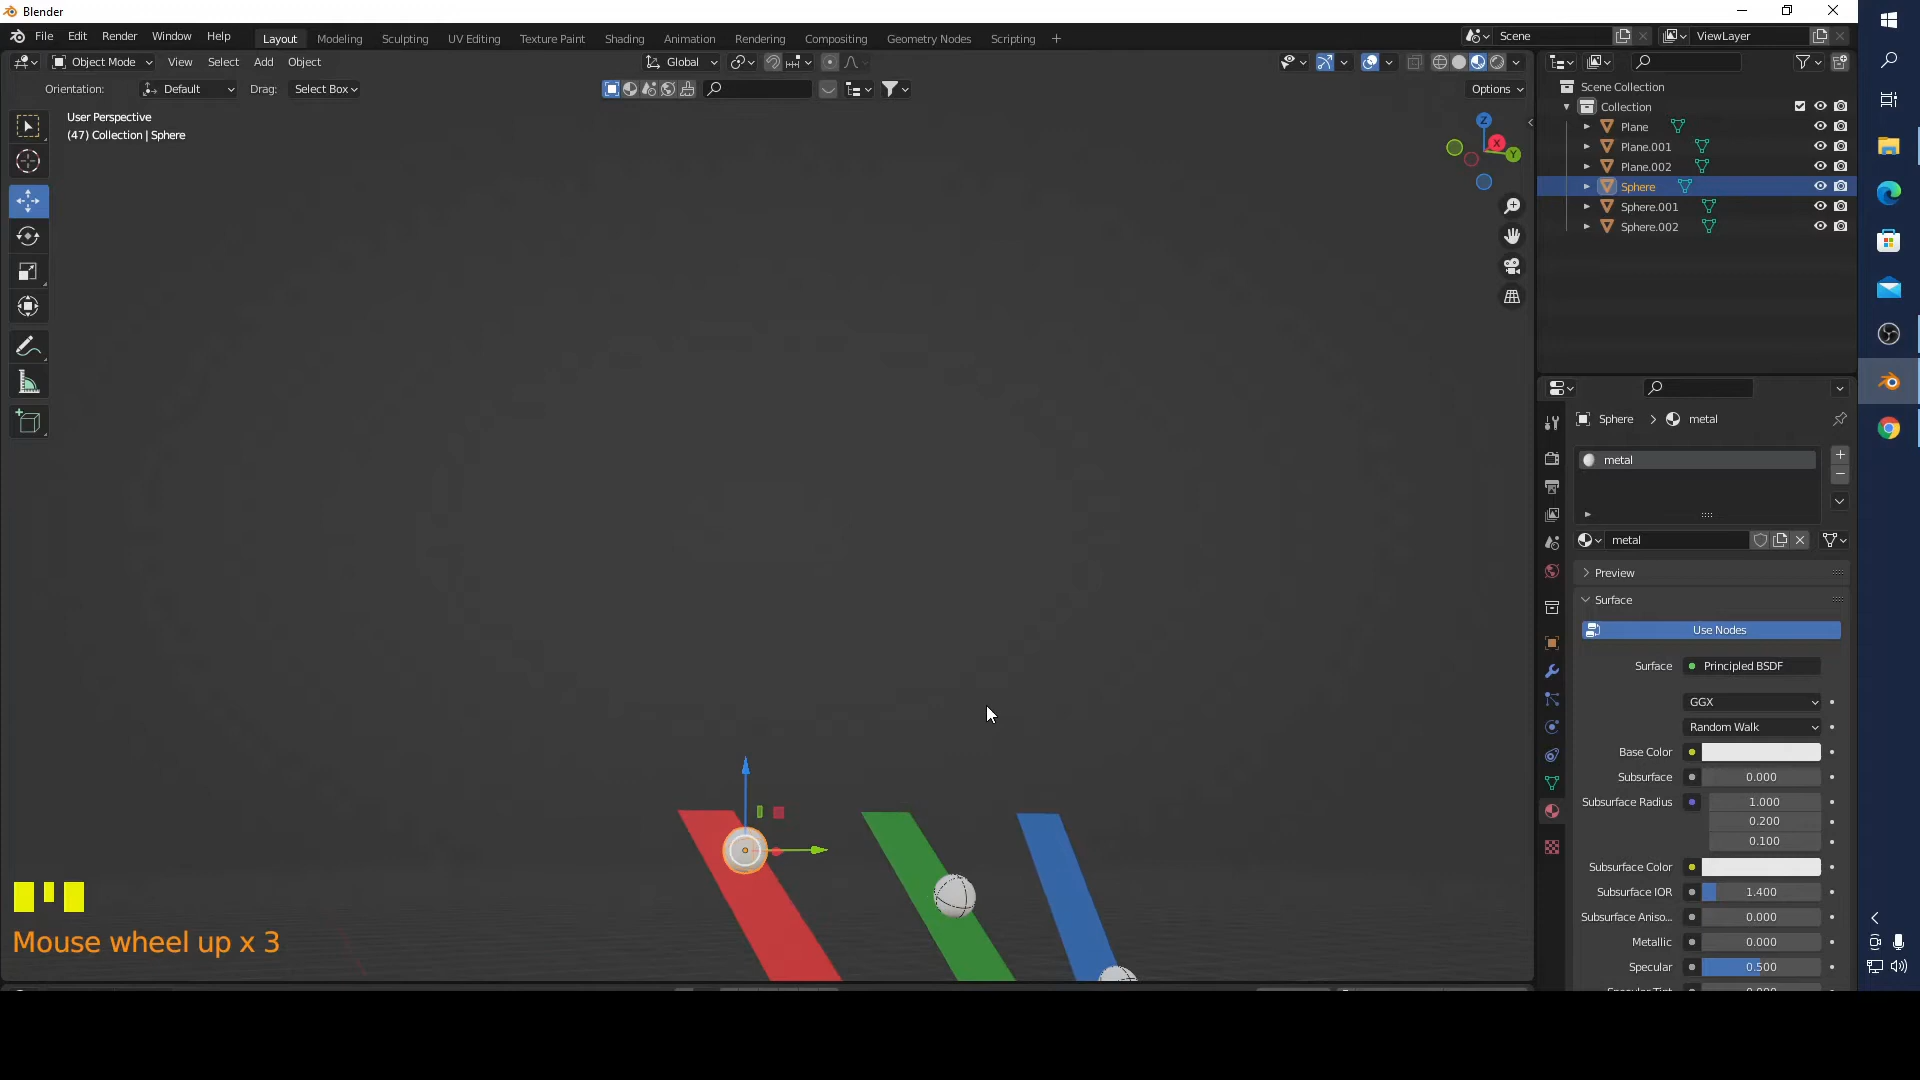 Blender
File Edit Render Window Help Layout Modeling Sculpting UV Editing Texture Paint Shading Animation Rendering Compositing Geometry Nodes Scripting + Scene ViewLayer
Object Mode View Select Add Object Global
Orientation: Default Drag: Select Box Options
User Perspective
(47) Collection | Sphere
Z
X
Y
Scene Collection
Collection
Plane
Plane.001
Plane.002
Sphere
Sphere.001
Sphere.002
Sphere > metal
metal
metal
Preview
Surface
Use Nodes
Surface Principled BSDF
GGX
Random Walk
Base Color
Subsurface 0.000
Subsurface Radius 1.000
0.200
0.100
Subsurface Color
Subsurface IOR 1.400
Subsurface Aniso... 0.000
Metallic 0.000
Specular 0.500
Mouse wheel up x 3